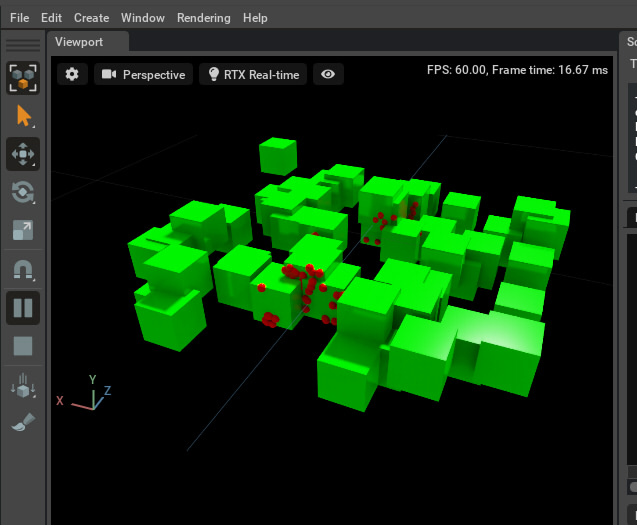 File Edit Create Window Rendering Help
Viewport
Perspective RTX Real-time FPS: 60.00, Frame time: 16.67 ms
Y
X Z